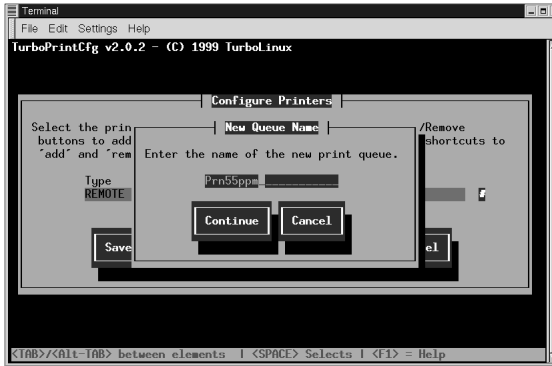 Terminal
File Edit Settings Help
TurboPrintCfg v2.0.2 - (C) 1999 TurboLinux
Configure Printers
Select the prin
/Remove
buttons to add
shortcuts to
'add' and 'rem
New Queue Name
Enter the name of the new print queue.
Prn55ppm_
Type
REMOTE
#
Continue
Cancel
Save
el
<TAB>/<Alt-TAB> between elements | <SPACE> Selects | <F1> = Help